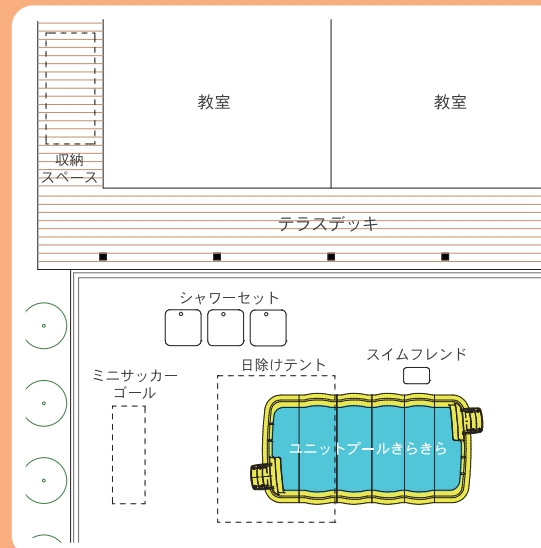 教室
教室
収納
スペース
テラスデッキ
シャワーセット
日除けテント
スイムフレンド
ミニサッカー
ゴール
ユニットプールきらきら